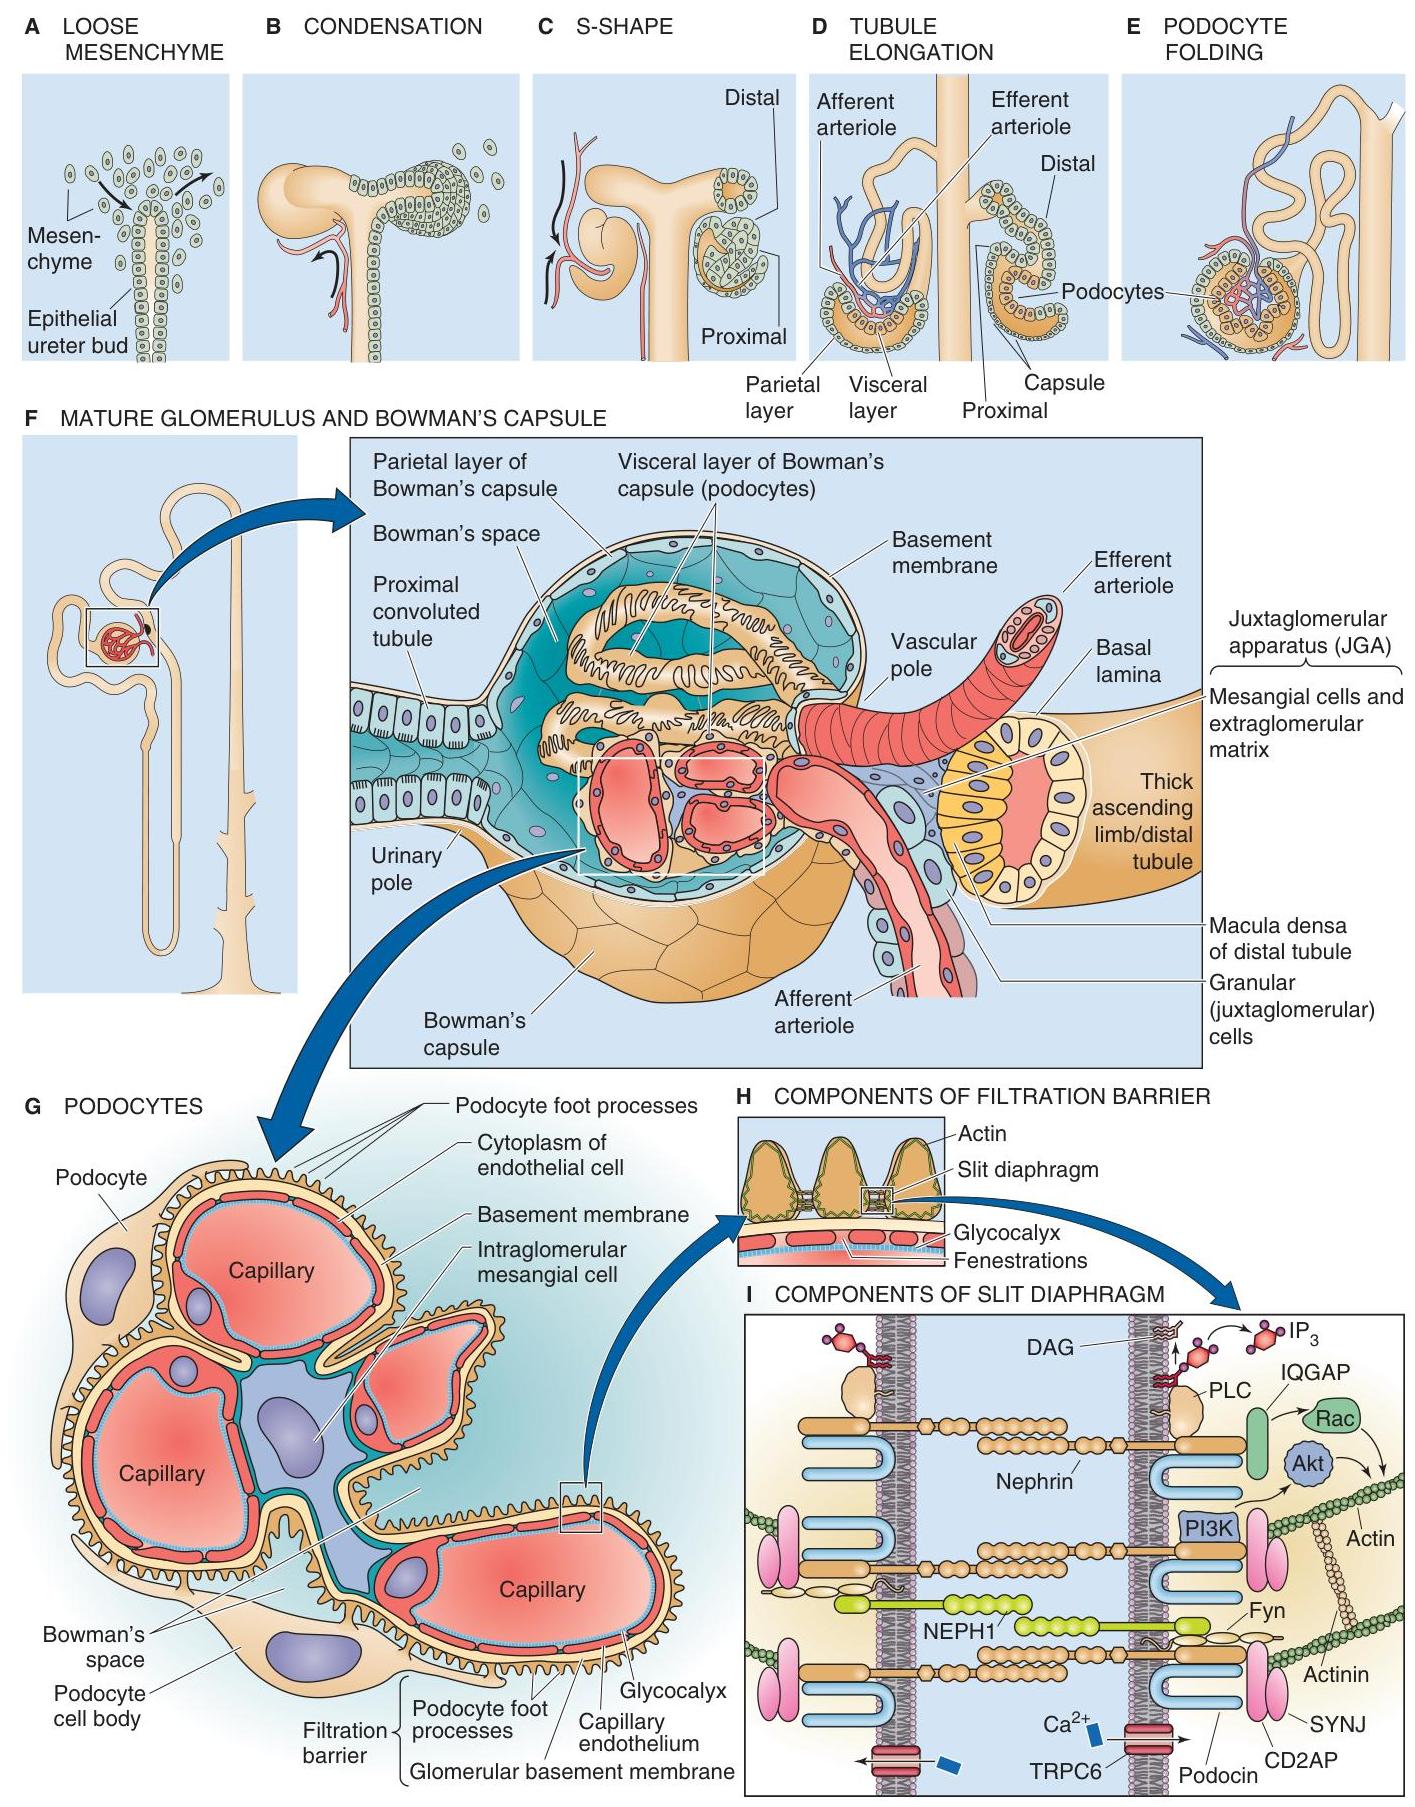 A LOOSE
MESENCHYME
Mesen-
chyme
Epithelial
ureter bud
B CONDENSATION
C S-SHAPE
Distal
Proximal
D TUBULE
ELONGATION
Afferent
arteriole
Efferent
arteriole
Distal
Podocytes
Parietal
layer
Visceral
layer
Proximal
Capsule
E PODOCYTE
FOLDING
F MATURE GLOMERULUS AND BOWMAN'S CAPSULE
Parietal layer of
Bowman's capsule
Visceral layer of Bowman's
capsule (podocytes)
Bowman's space
Proximal
convoluted
tubule
Basement
membrane
Efferent
arteriole
Vascular
pole
Basal
lamina
Juxtaglomerular
apparatus (JGA)
Mesangial cells and
extraglomerular
matrix
Thick
ascending
limb/distal
tubule
Urinary
pole
Macula densa
of distal tubule
Granular
(juxtaglomerular)
cells
Afferent
arteriole
Bowman's
capsule
G PODOCYTES
Podocyte foot processes
Cytoplasm of
endothelial cell
Podocyte
Basement membrane
Intraglomerular
mesangial cell
Capillary
Capillary
Capillary
Bowman's
space
Podocyte
cell body
Filtration
barrier
Podocyte foot
processes
Glycocalyx
Capillary
endothelium
Glomerular basement membrane
H COMPONENTS OF FILTRATION BARRIER
Actin
Slit diaphragm
Glycocalyx
Fenestrations
I COMPONENTS OF SLIT DIAPHRAGM
DAG
IP3
PLC
IQGAP
Rac
Akt
Nephrin
PI3K
Actin
NEPH1
Fyn
Actinin
Ca2+
TRPC6
Podocin
CD2AP
SYNJ